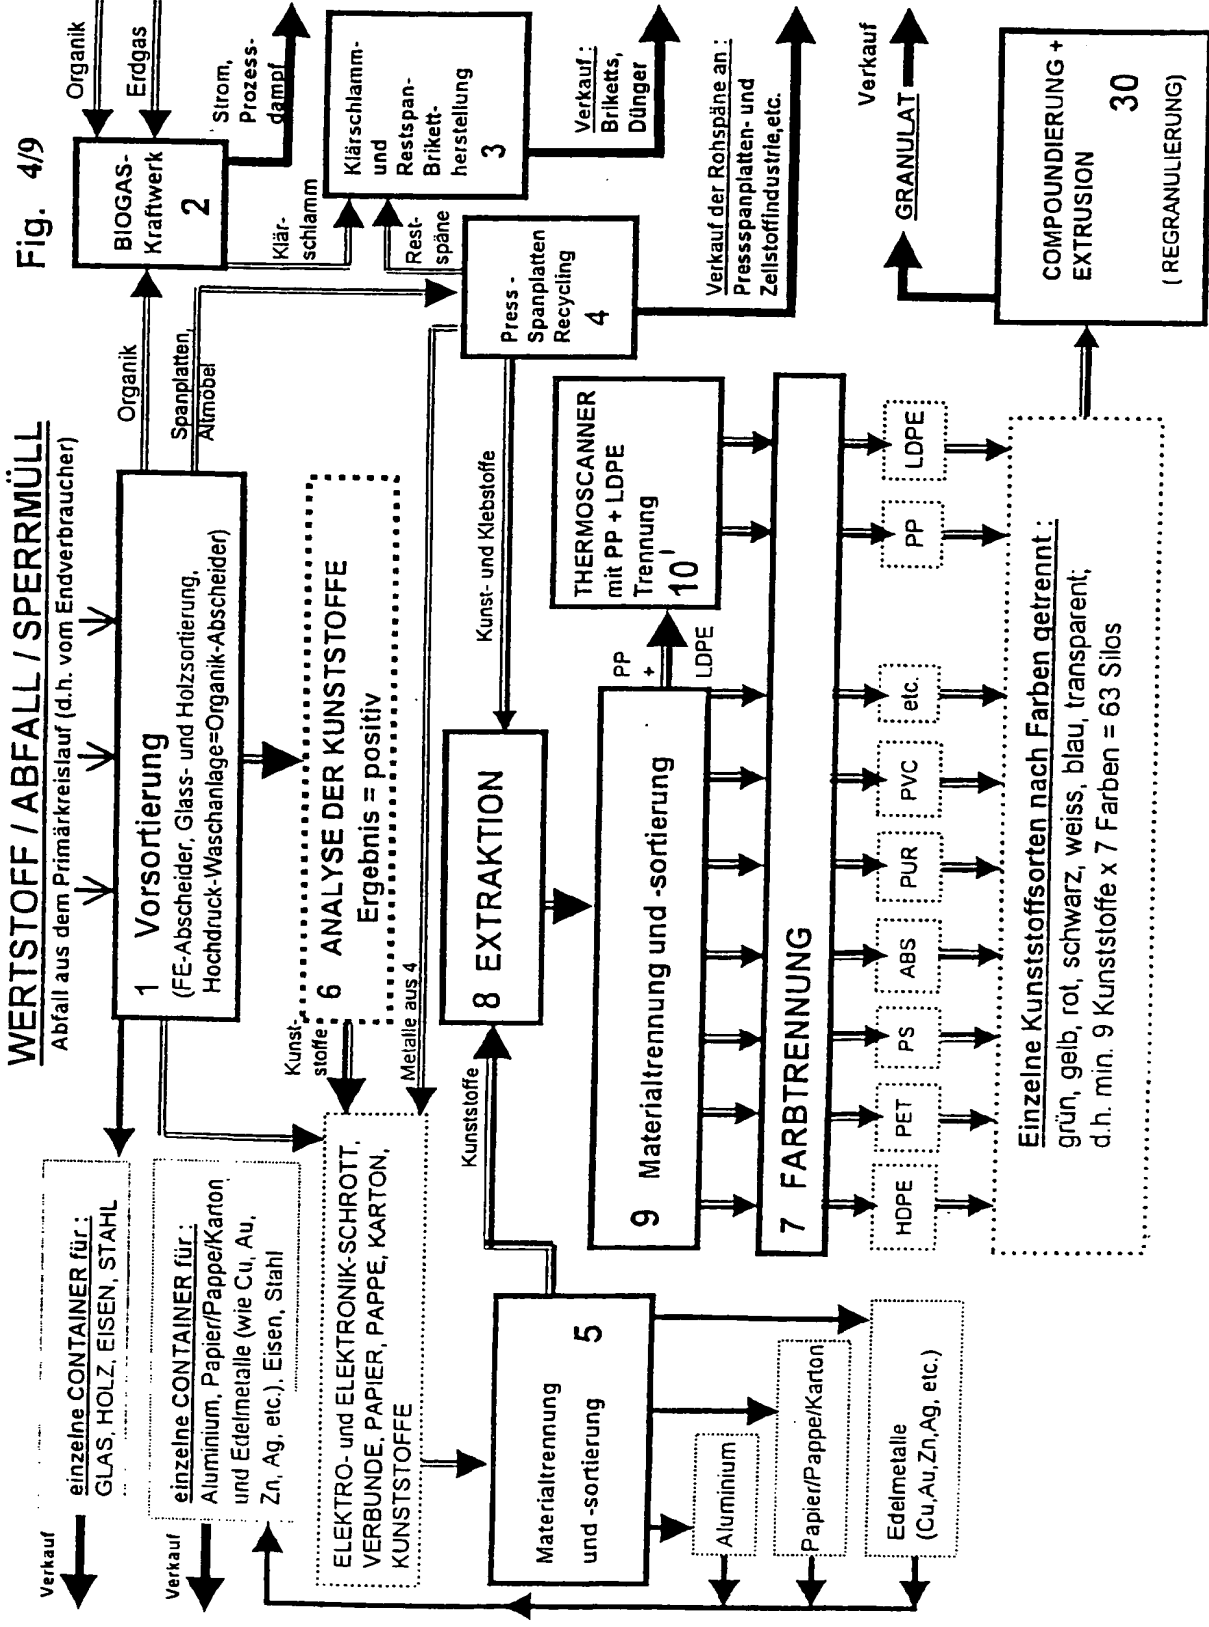 Fig. 4/9
WERTSTOFF / ABFALL / SPERRMÜLL
Abfall aus dem Primärkreislauf (d.h. vom Endverbraucher)
1 Vorsortierung
(FE-Abscheider, Glass- und Holzsortierung,
Hochdruck-Waschanlage=Organik-Abscheider)
Organik
Spanplatten,
Altmöbel
Organik
Erdgas
BIOGAS-
Kraftwerk
2
Strom,
Prozess-
dampf
Klär-
schlamm
Klärschlamm-
und
Restspan-
Brikett-
herstellung
3
Verkauf :
Briketts,
Dünger
Rest-
späne
Press -
Spanplatten
Recycling
4
Verkauf der Rohspäne an :
Pressspanplatten- und
Zellstoffindustrie,etc.
einzelne CONTAINER für :
GLAS, HOLZ, EISEN, STAHL
Verkauf
einzelne CONTAINER für :
Aluminium, Papier/Pappe/Karton
und Edelmetalle (wie Cu, Au,
Zn, Ag, etc.), Eisen, Stahl
Verkauf
Kunst-
stoffe
6 ANALYSE DER KUNSTSTOFFE
Ergebnis = positiv
Metalle aus 4
ELEKTRO- und ELEKTRONIK-SCHROTT,
VERBUNDE, PAPIER, PAPPE, KARTON,
KUNSTSTOFFE
Kunststoffe
Kunst- und Klebstoffe
8 EXTRAKTION
Materialtrennung
und -sortierung
5
Aluminium
Papier/Pappe/Karton
Edelmetalle
(Cu,Au,Zn,Ag, etc.)
9 Materialtrennung und -sortierung
PP
+
LDPE
THERMOSCANNER
mit PP + LDPE
Trennung
10'
7 FARBTRENNUNG
HDPE
PET
PS
ABS
PUR
PVC
etc.
PP
LDPE
Einzelne Kunststoffsorten nach Farben getrennt :
grün, gelb, rot, schwarz, weiss, blau, transparent;
d.h. min. 9 Kunststoffe x 7 Farben = 63 Silos
COMPOUNDIERUNG +
EXTRUSION
30
( REGRANULIERUNG)
GRANULAT
Verkauf